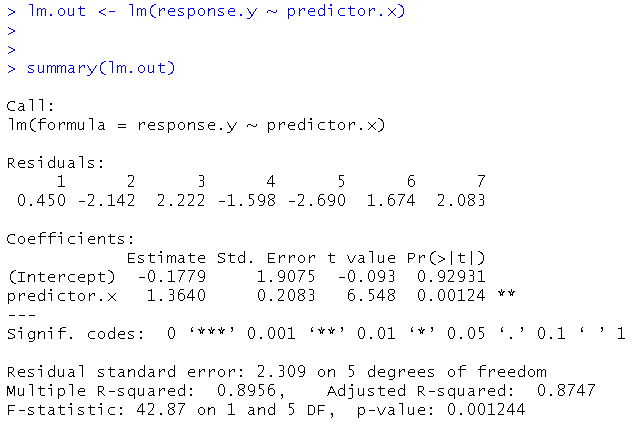 > lm.out <- lm(response.y ~ predictor.x)
>
>
> summary(lm.out)
Call:
lm(formula = response.y ~ predictor.x)
Residuals:
1 2 3 4 5 6 7
0.450 -2.142 2.222 -1.598 -2.690 1.674 2.083
Coefficients:
Estimate Std. Error t value Pr(>|t|)
(Intercept) -0.1779 1.9075 -0.093 0.92931
predictor.x 1.3640 0.2083 6.548 0.00124 **
---
Signif. codes: 0 ‘***’ 0.001 ‘**’ 0.01 ‘*’ 0.05 ‘.’ 0.1 ‘ ’ 1
Residual standard error: 2.309 on 5 degrees of freedom
Multiple R-squared: 0.8956, Adjusted R-squared: 0.8747
F-statistic: 42.87 on 1 and 5 DF, p-value: 0.001244